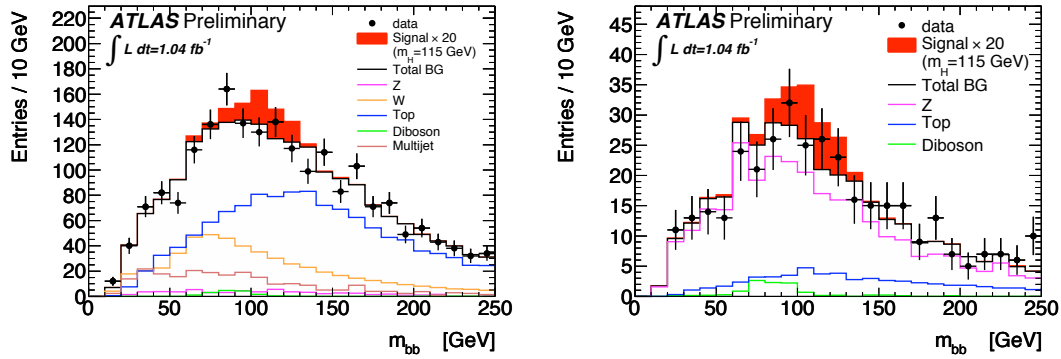 ATLAS Preliminary
∫ L dt=1.04 fb⁻¹
data
Signal × 20
(m_H=115 GeV)
Total BG
Z
W
Top
Diboson
Multijet
Entries / 10 GeV
220
200
180
160
140
120
100
80
60
40
20
0
0 50 100 150 200 250
m_bb [GeV]
ATLAS Preliminary
∫ L dt=1.04 fb⁻¹
data
Signal × 20
(m_H=115 GeV)
Total BG
Z
Top
Diboson
Entries / 10 GeV
45
40
35
30
25
20
15
10
5
0
0 50 100 150 200 250
m_bb [GeV]